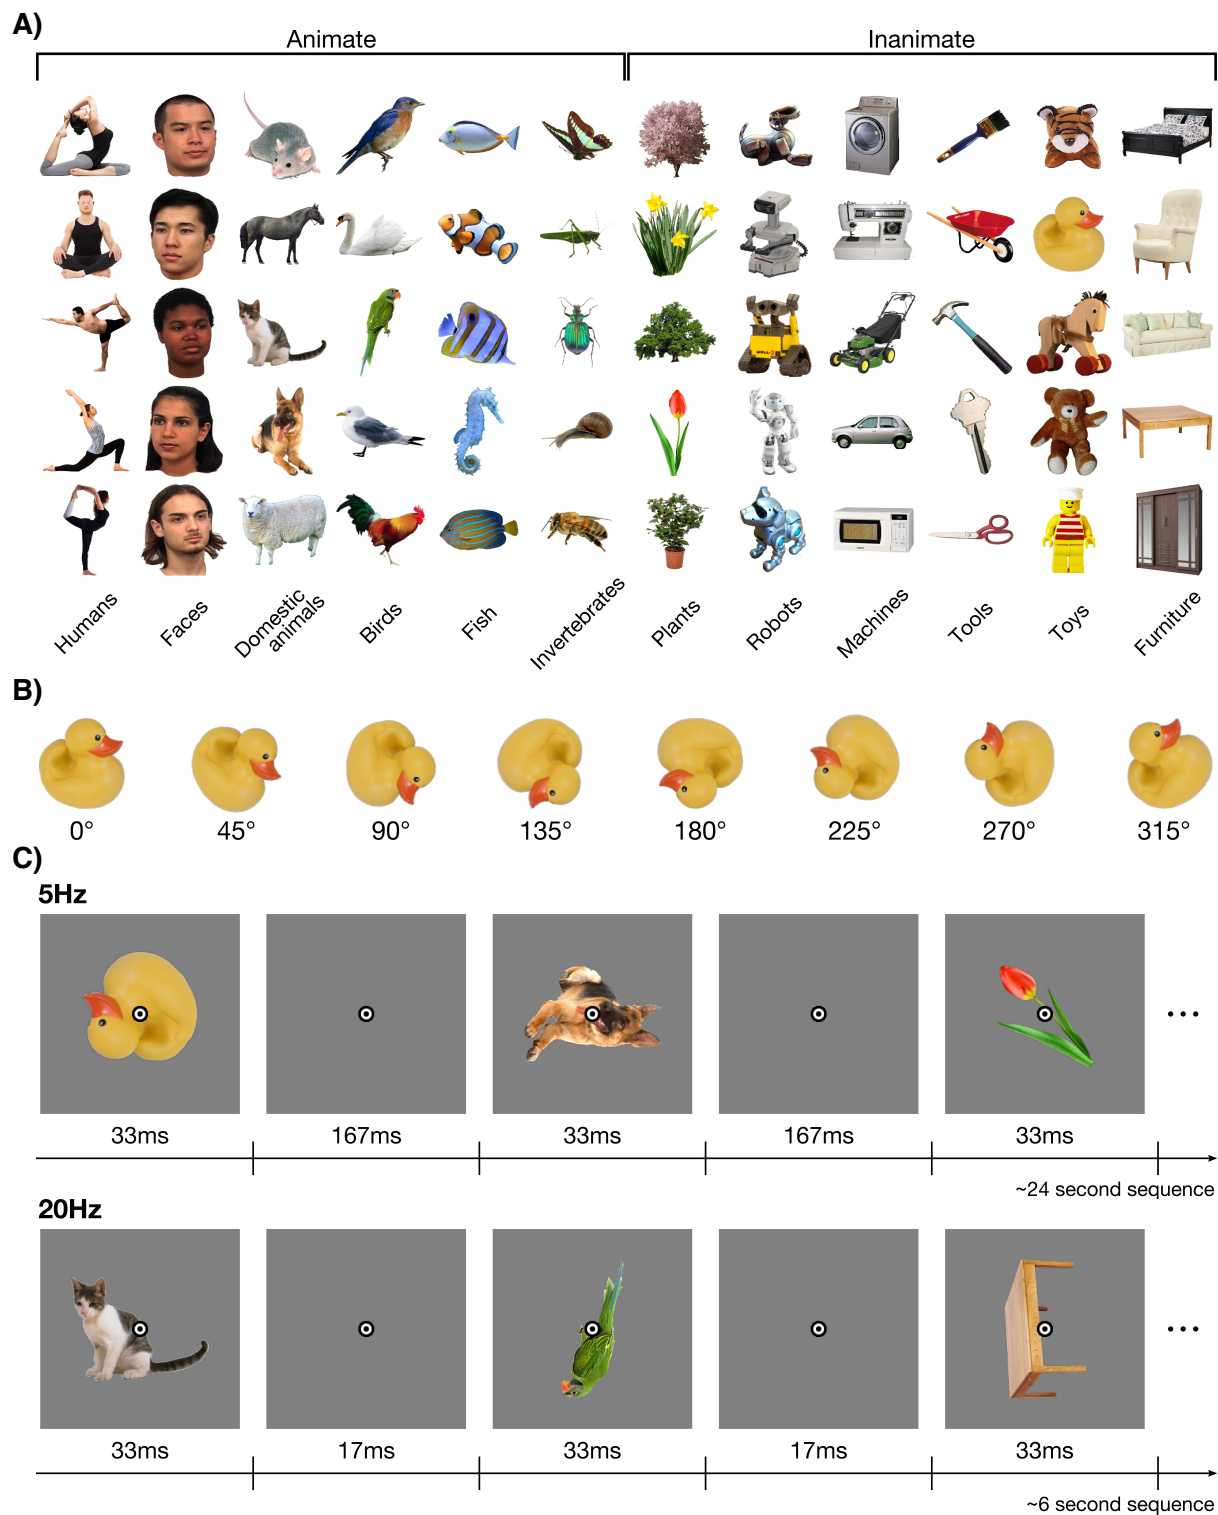 A)
Animate
Inanimate
WALL·E
Humans
Faces
Domestic
animals
Birds
Fish
Invertebrates
Plants
Robots
Machines
Tools
Toys
Furniture
B)
0°
45°
90°
135°
180°
225°
270°
315°
C)
5Hz
33ms
167ms
33ms
167ms
33ms
...
~24 second sequence
20Hz
33ms
17ms
33ms
17ms
33ms
...
~6 second sequence